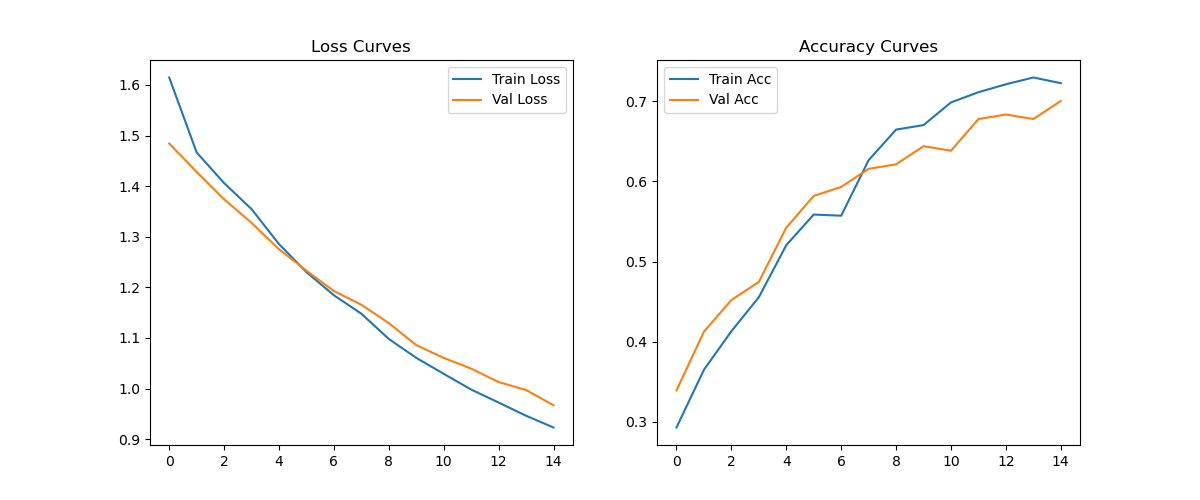 Loss Curves
1.6
1.5
1.4
1.3
1.2
1.1
1.0
0.9
0 2 4 6 8 10 12 14
Train Loss
Val Loss
Accuracy Curves
0.7
0.6
0.5
0.4
0.3
0 2 4 6 8 10 12 14
Train Acc
Val Acc